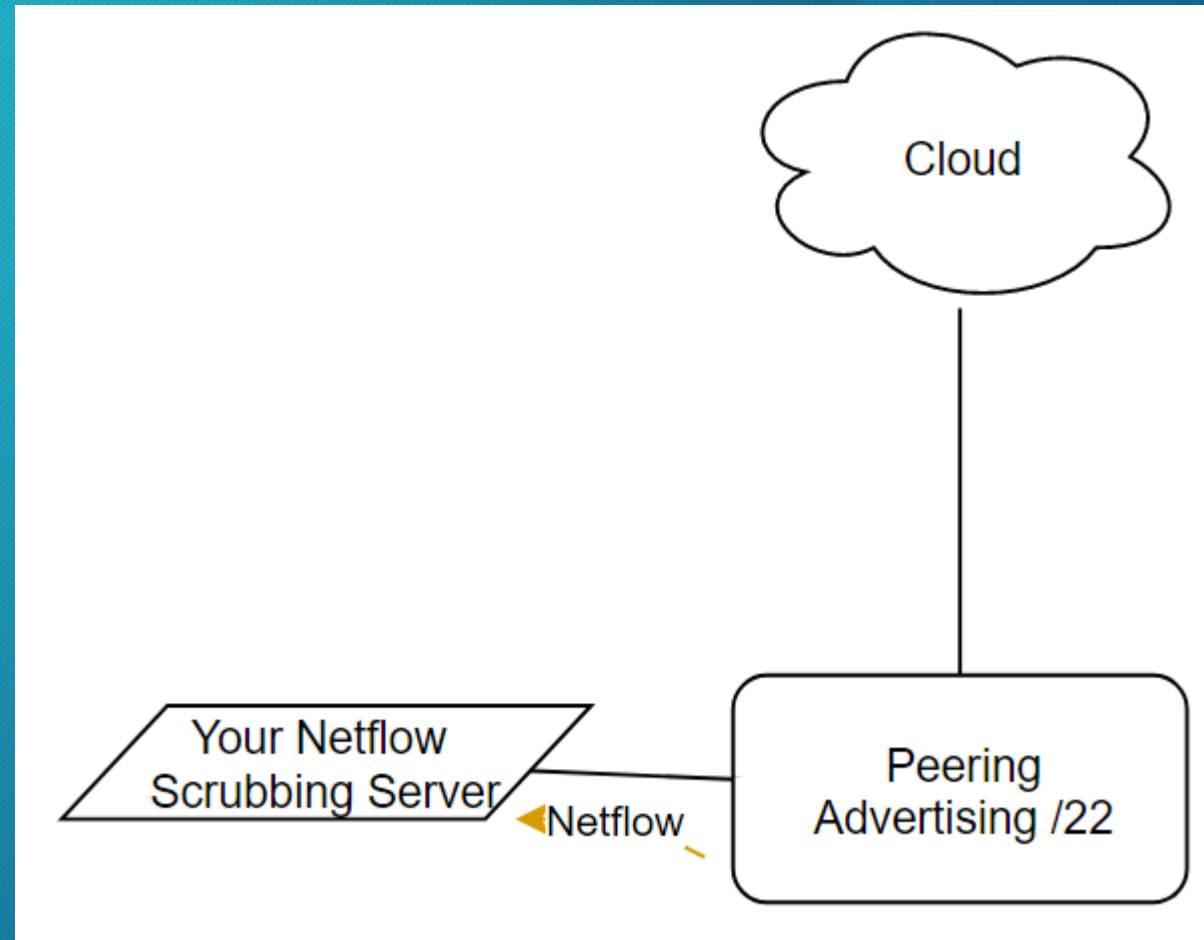 Cloud
Your Netflow
Scrubbing Server
Netflow
Peering
Advertising /22